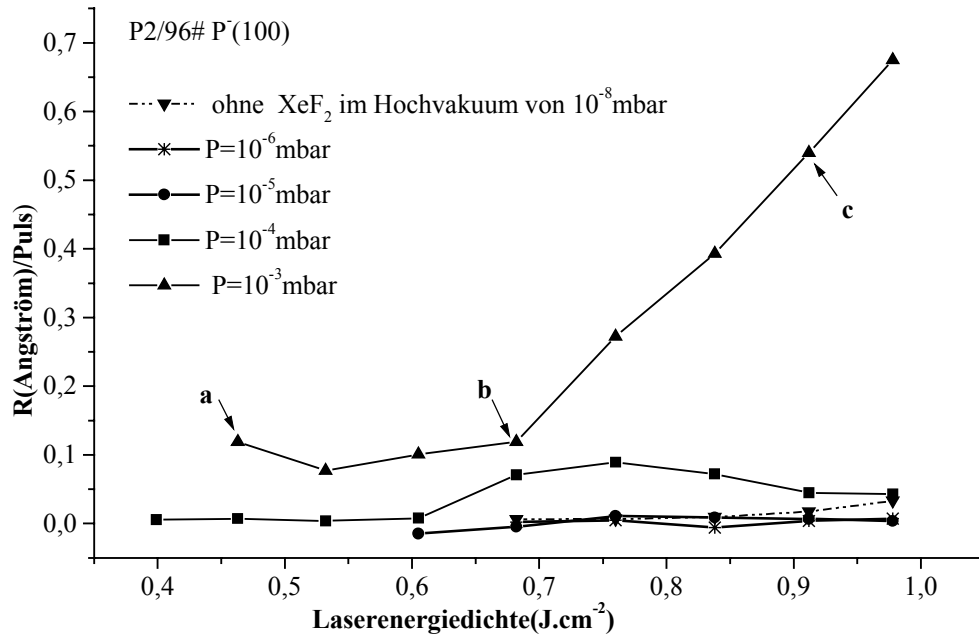 P2/96# P⁻(100)
ohne XeF₂ im Hochvakuum von 10⁻⁸mbar
P=10⁻⁶mbar
P=10⁻⁵mbar
P=10⁻⁴mbar
P=10⁻³mbar
a
b
c
R(Angström)/Puls
0,7
0,6
0,5
0,4
0,3
0,2
0,1
0,0
0,4 0,5 0,6 0,7 0,8 0,9 1,0
Laserenergiedichte(J.cm⁻²)